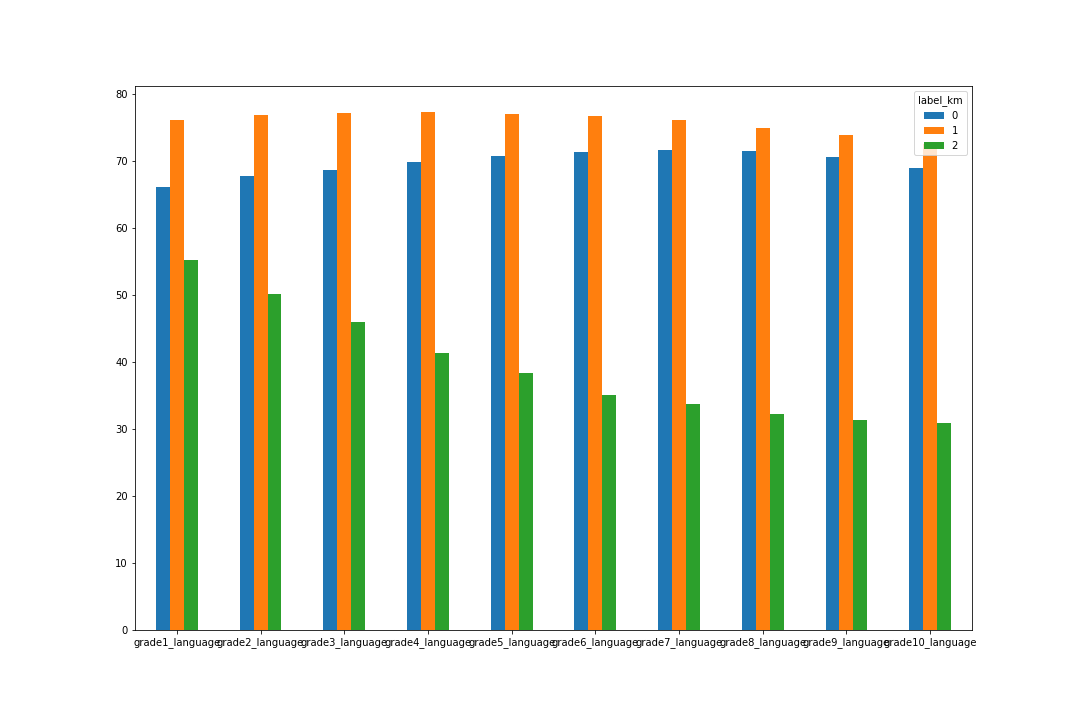 label_km
0
1
2
80
70
60
50
40
30
20
10
0
grade1_language
grade2_language
grade3_language
grade4_language
grade5_language
grade6_language
grade7_language
grade8_language
grade9_language
grade10_language